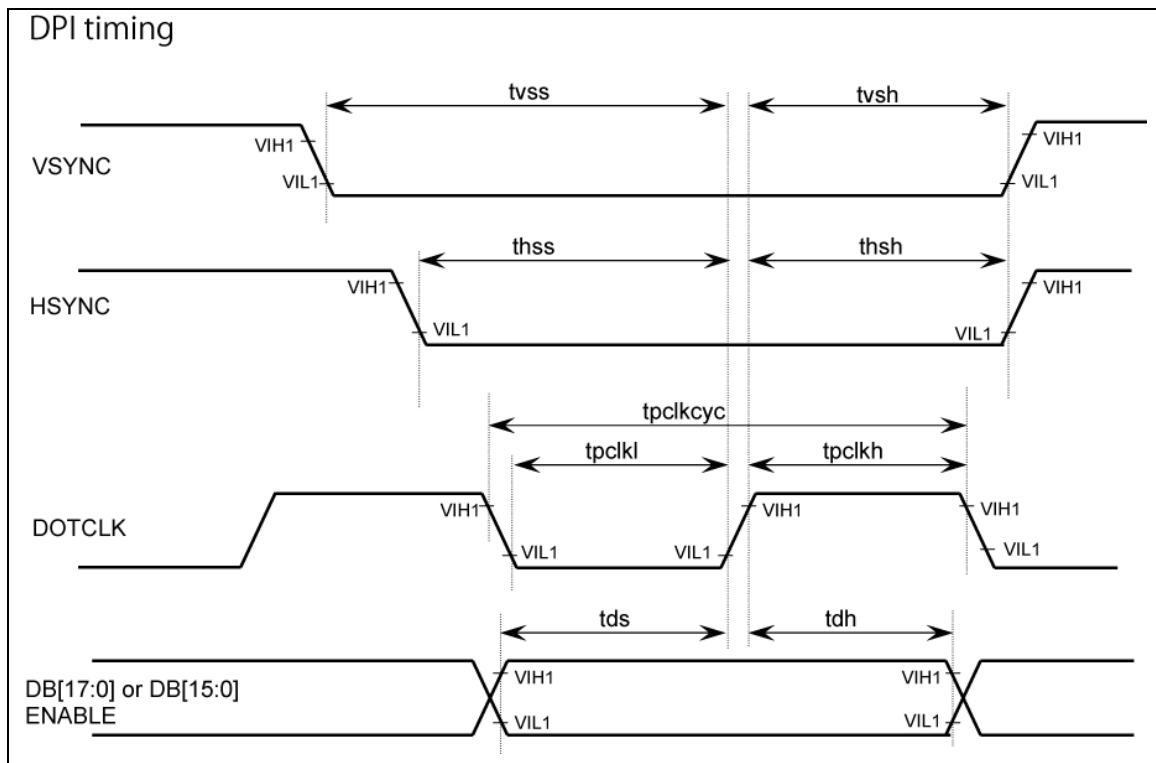 DPI timing
tvss tvsh
VIH1 VIH1
VSYNC
VIL1 VIL1
thss thsh
VIH1 VIH1
HSYNC
VIL1 VIL1
tpclkcyc
tpclkl tpclkh
VIH1 VIH1 VIH1
DOTCLK
VIL1 VIL1 VIL1
tds tdh
VIH1 VIH1
DB[17:0] or DB[15:0]
ENABLE VIL1 VIL1